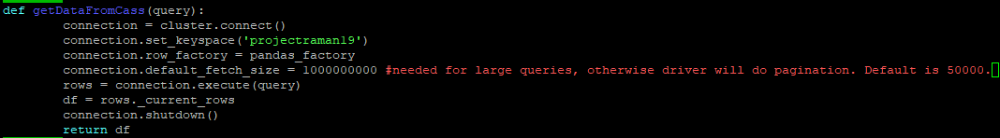 def getDataFromCass(query):
        connection = cluster.connect()
        connection.set_keyspace('projectraman19')
        connection.row_factory = pandas_factory
        connection.default_fetch_size = 1000000000 #needed for large queries, otherwise driver will do pagination. Default is 50000.
        rows = connection.execute(query)
        df = rows._current_rows
        connection.shutdown()
        return df